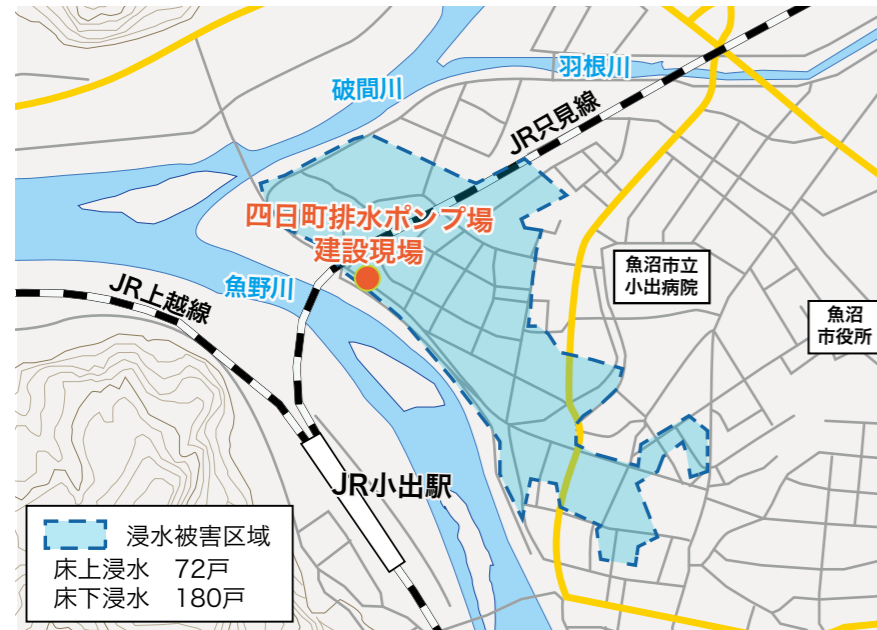 羽根川
破間川
JR只見線
四日町排水ポンプ場
建設現場
魚沼市立
小出病院
魚野川
JR上越線
魚沼
市役所
JR小出駅
浸水被害区域
床上浸水 72戸
床下浸水 180戸